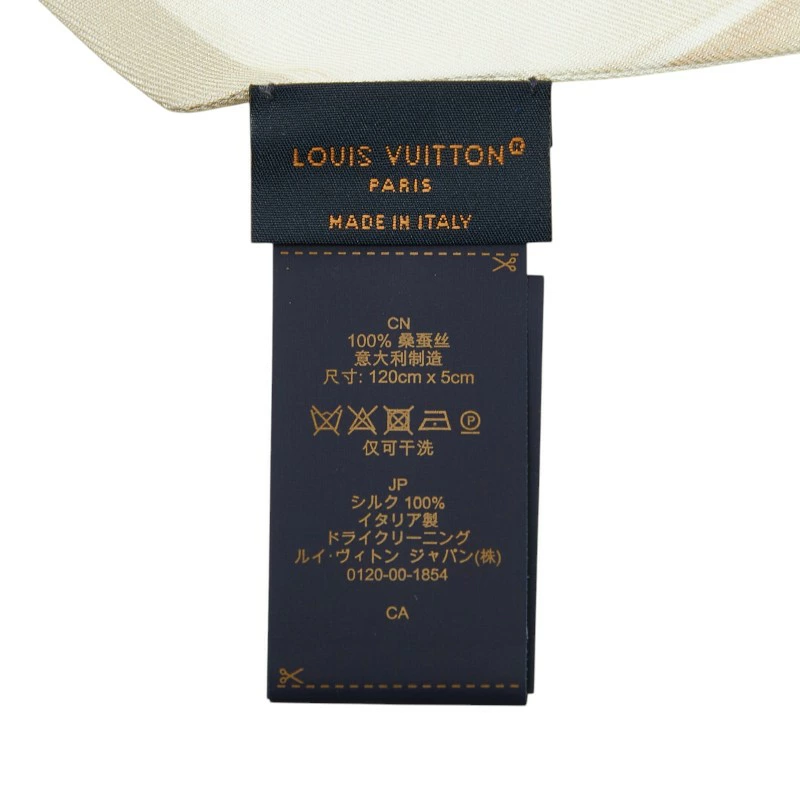 LOUIS VUITTON®
PARIS
MADE IN ITALY
CN
100% 桑蚕丝
意大利制造
尺寸: 120cm x 5cm
P
仅可干洗
JP
シルク 100%
イタリア製
ドライクリーニング
ルイ·ヴィトン ジャパン(株)
0120-00-1854
CA